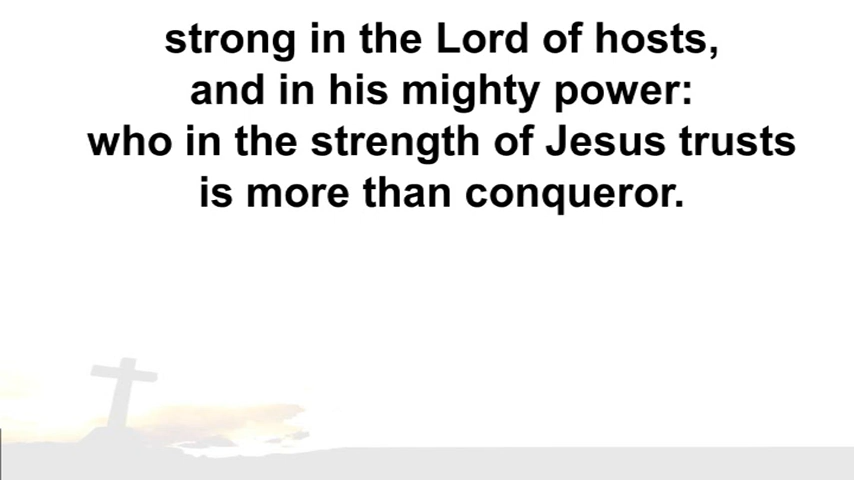 strong in the Lord of hosts,
and in his mighty power:
who in the strength of Jesus trusts
is more than conqueror.